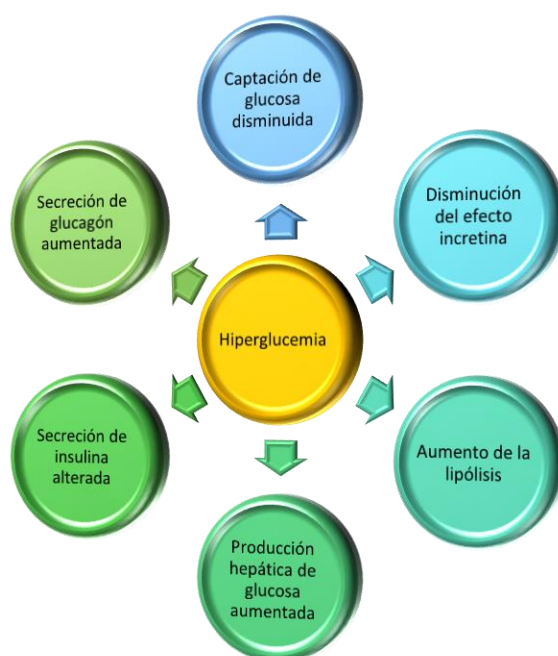 Captación de
glucosa
disminuida
Disminución
del efecto
incretina
Aumento de la
lipólisis
Producción
hepática de
glucosa
aumentada
Secreción de
insulina
alterada
Secreción de
glucagón
aumentada
Hiperglucemia